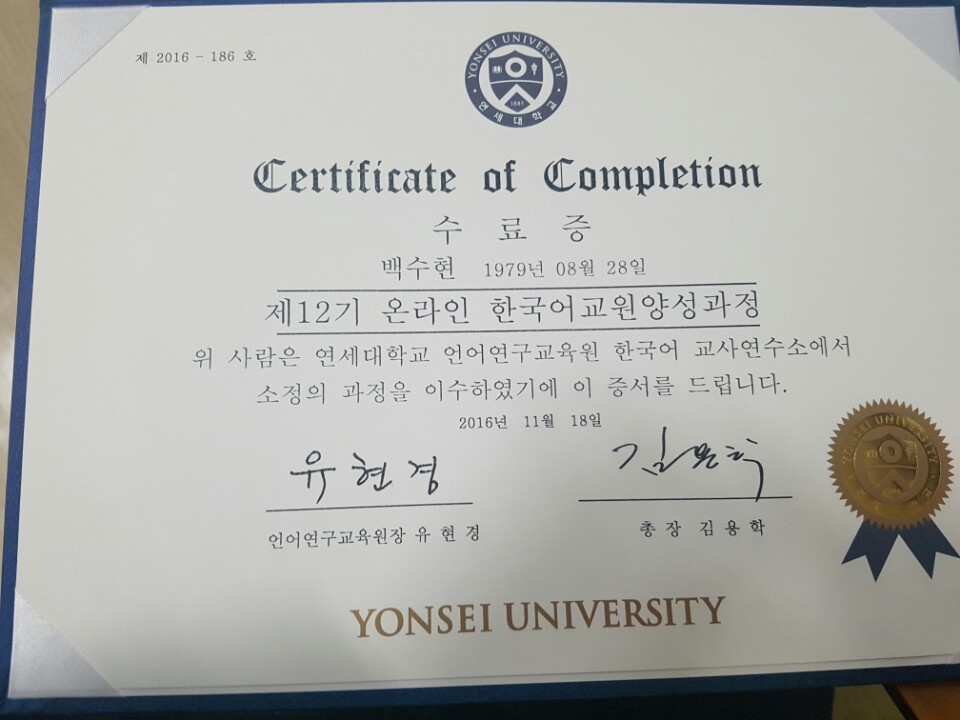 제 2016 - 186 호
YONSEI UNIVERSITY
1885
연세대학교
Certificate of Completion
수 료 증
백수현 1979년 08월 28일
제12기 온라인 한국어교원양성과정
위 사람은 연세대학교 언어연구교육원 한국어 교사연수소에서
소정의 과정을 이수하였기에 이 증서를 드립니다.
2016년 11월 18일
유현경 김용학
언어연구교육원장 유 현 경 총 장 김 용 학
YONSEI UNIVERSITY
YONSEI UNIVERSITY